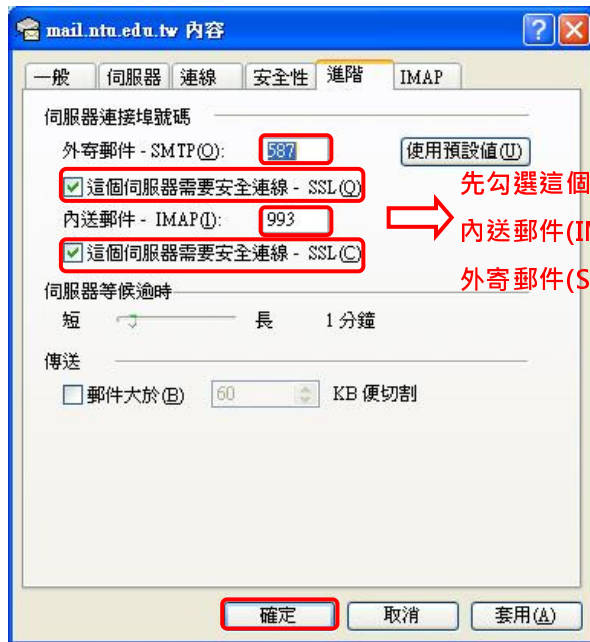 mail.ntu.edu.tw 內容
一般 伺服器 連線 安全性 進階 IMAP
伺服器連接埠號碼
外寄郵件 - SMTP(O): 587 使用預設值(U)
這個伺服器需要安全連線 - SSL(Q)
先勾選這個
內送郵件 - IMAP(I): 993
內送郵件(IM
這個伺服器需要安全連線 - SSL(C)
外寄郵件(S
伺服器等候逾時
短 長 1 分鐘
傳送
郵件大於(B) 60 KB 便切割
確定 取消 套用(A)